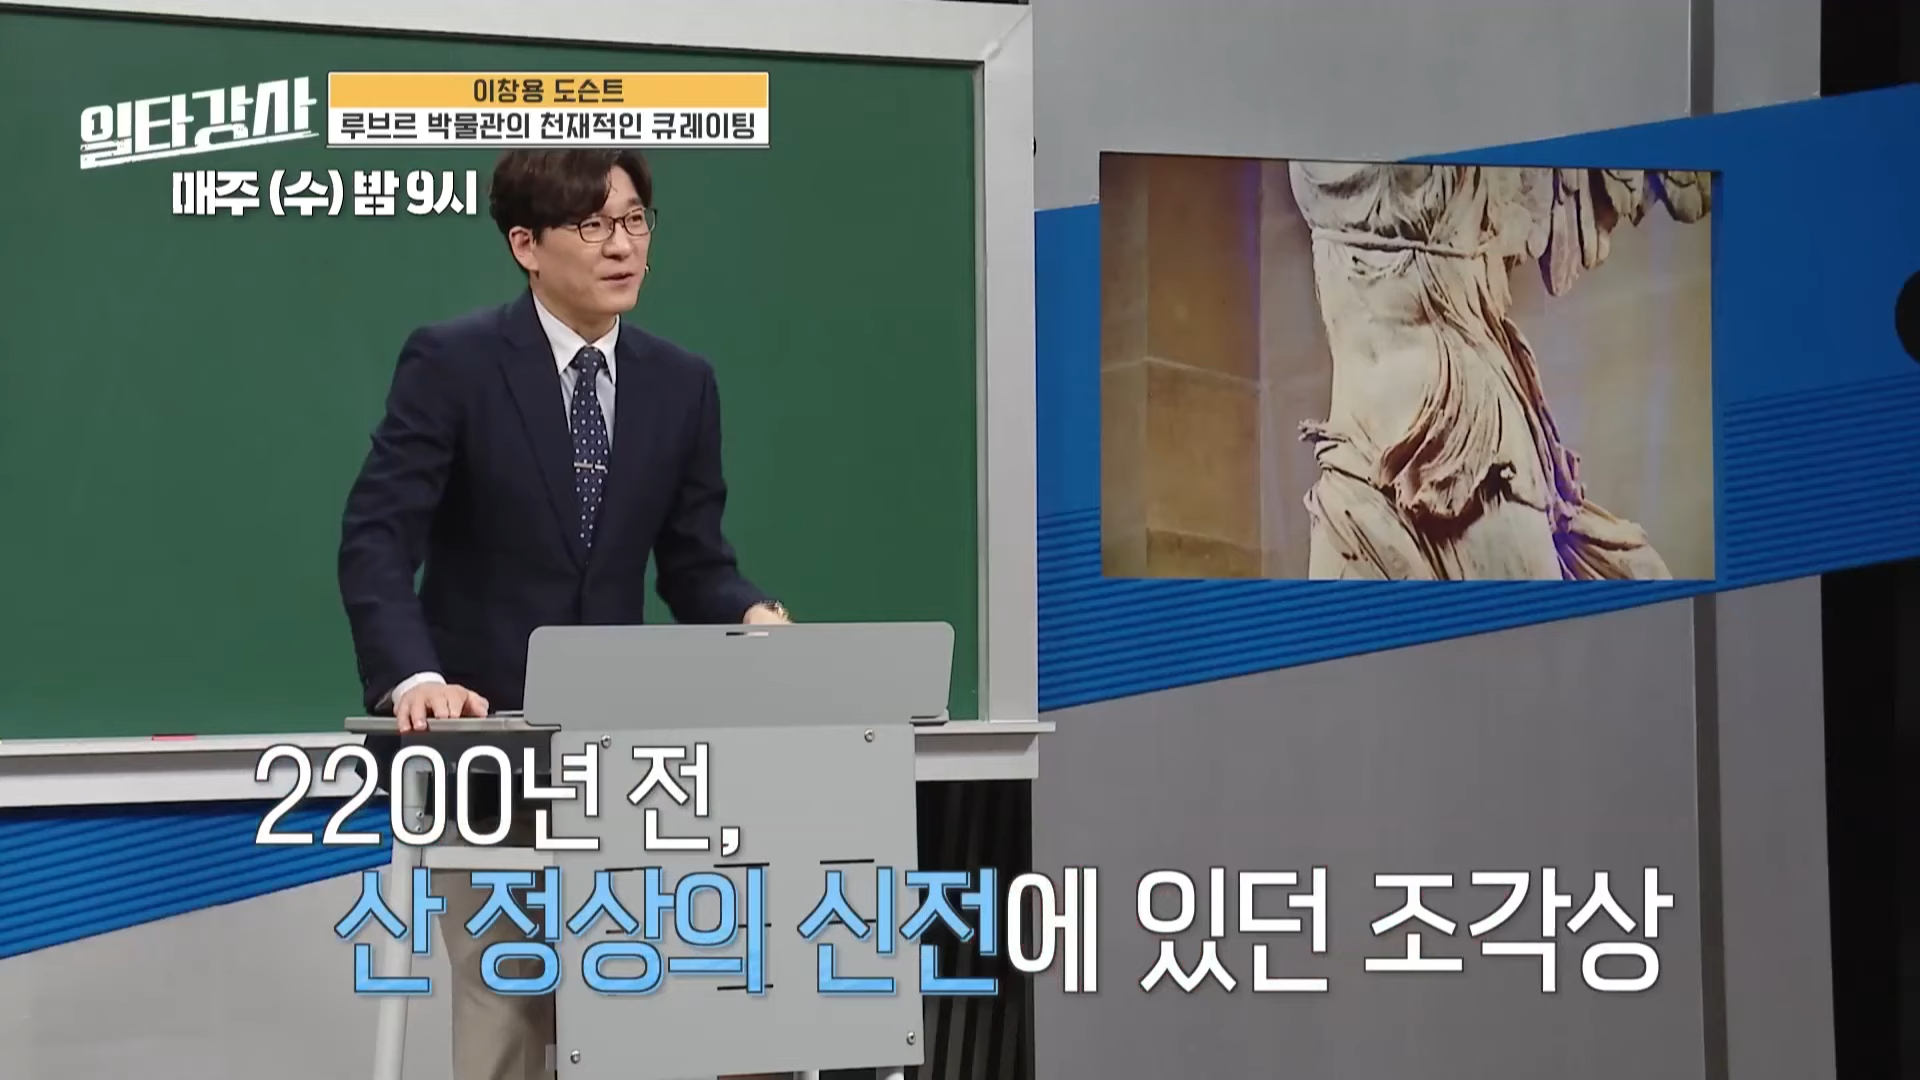 일타강사
이창용 도슨트
루브르 박물관의 천재적인 큐레이팅
매주 (수) 밤 9시
2200년 전,
산 정상의 신전에 있던 조각상